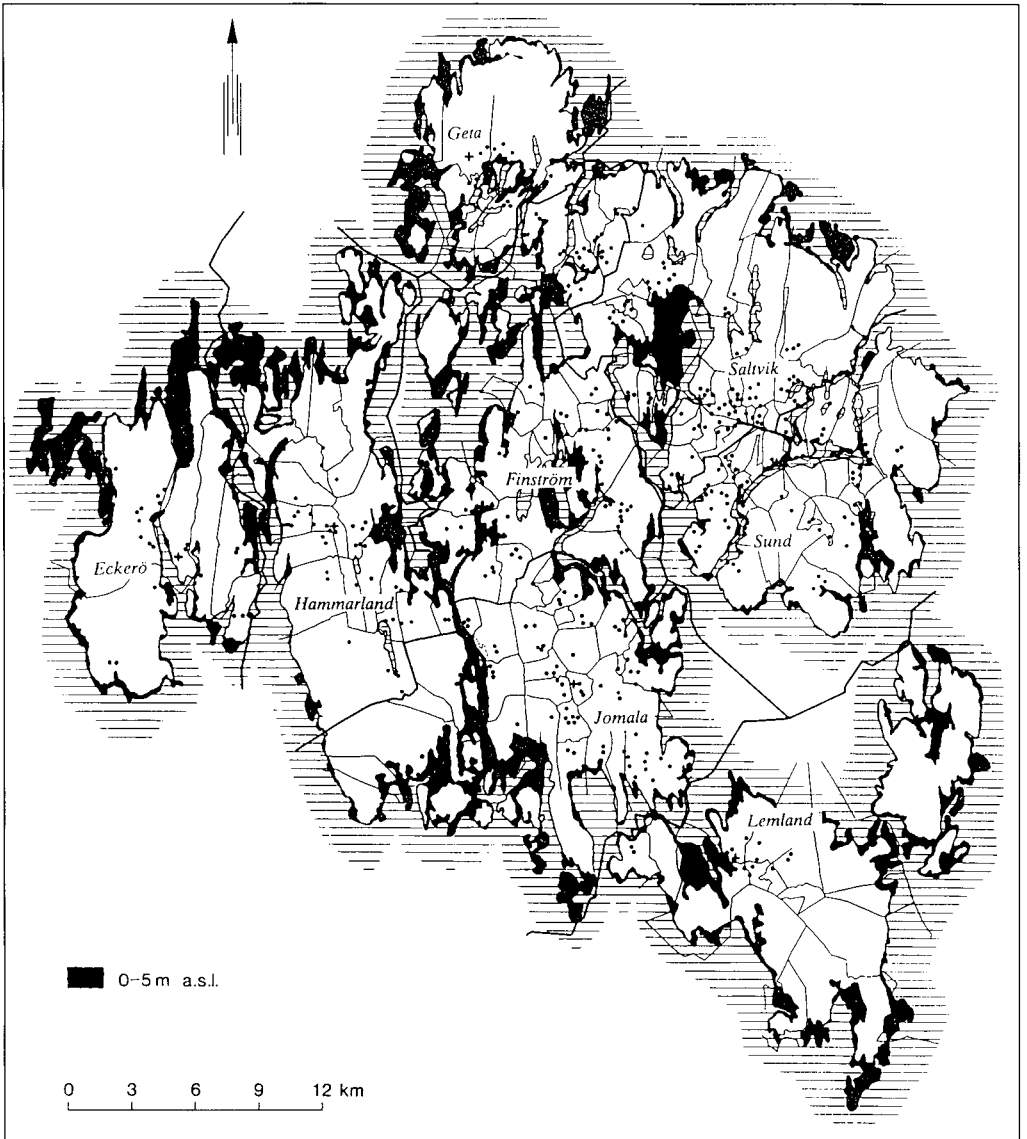 Geta
Saltvik
Finström
Sund
Eckerö
Hammarland
Jomala
Lemland
0–5 m a.s.l.
0 3 6 9 12 km